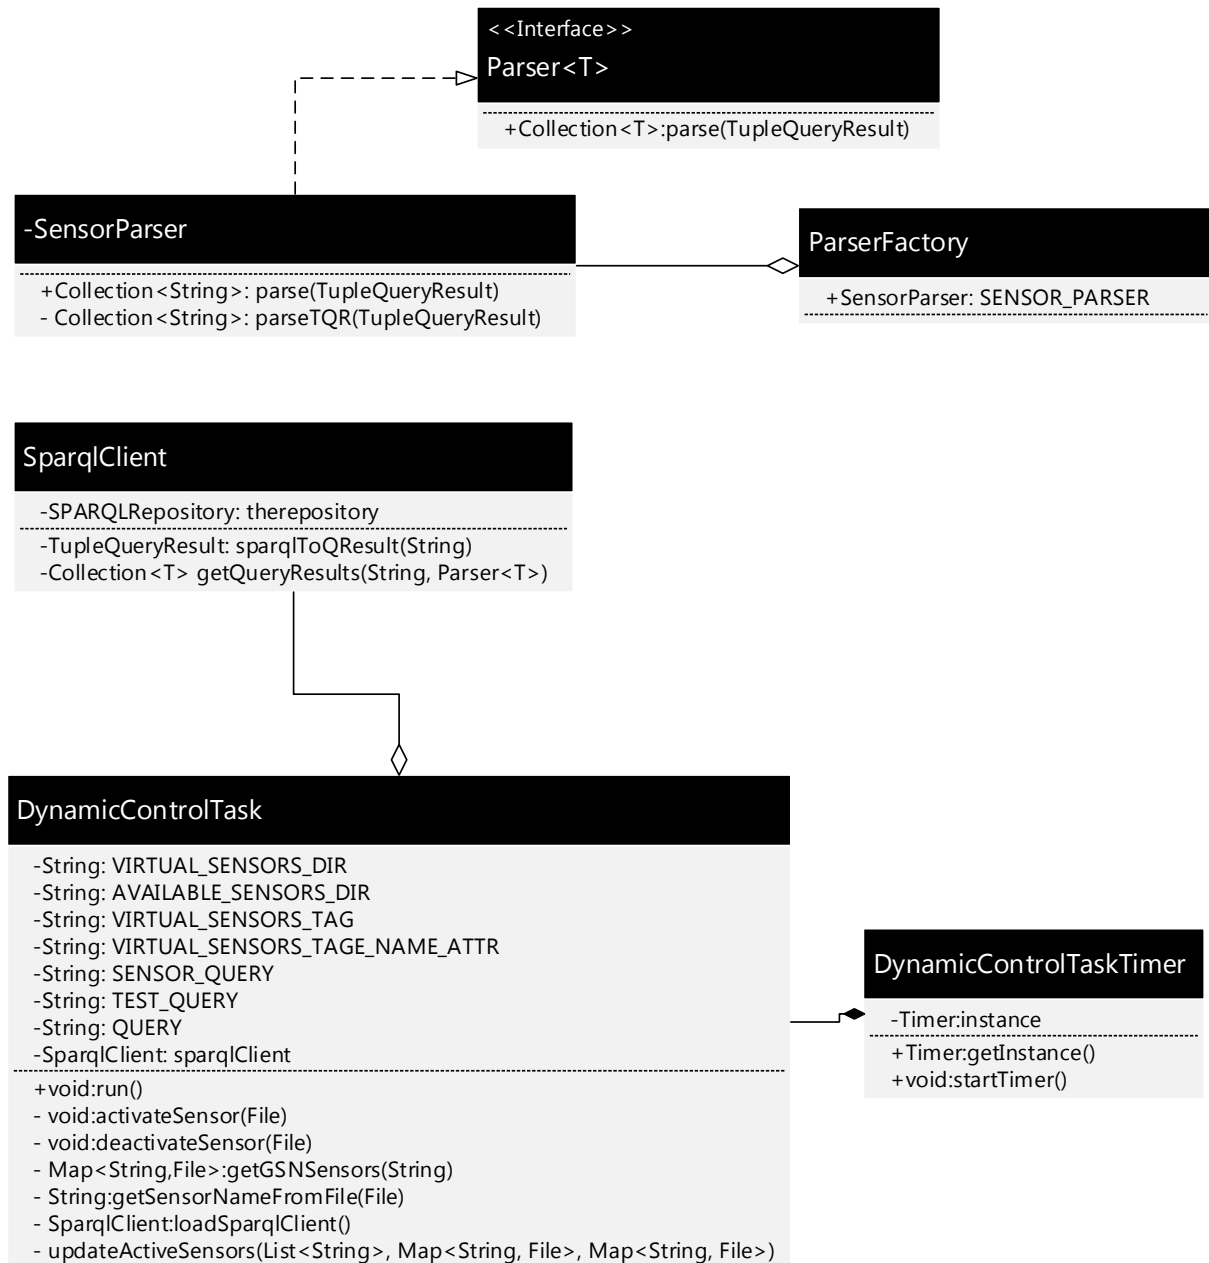 <<Interface>>
Parser<T>
+Collection<T>:parse(TupleQueryResult)
-SensorParser
+Collection<String>: parse(TupleQueryResult)
- Collection<String>: parseTQR(TupleQueryResult)
ParserFactory
+SensorParser: SENSOR_PARSER
SparqlClient
-SPARQLRepository: therepository
-TupleQueryResult: sparqlToQResult(String)
-Collection<T> getQueryResults(String, Parser<T>)
DynamicControlTask
-String: VIRTUAL_SENSORS_DIR
-String: AVAILABLE_SENSORS_DIR
-String: VIRTUAL_SENSORS_TAG
-String: VIRTUAL_SENSORS_TAGE_NAME_ATTR
-String: SENSOR_QUERY
-String: TEST_QUERY
-String: QUERY
-SparqlClient: sparqlClient
+void:run()
- void:activateSensor(File)
- void:deactivateSensor(File)
- Map<String,File>:getGSNSensors(String)
- String:getSensorNameFromFile(File)
- SparqlClient:loadSparqlClient()
- updateActiveSensors(List<String>, Map<String, File>, Map<String, File>)
DynamicControlTaskTimer
-Timer:instance
+Timer:getInstance()
+void:startTimer()